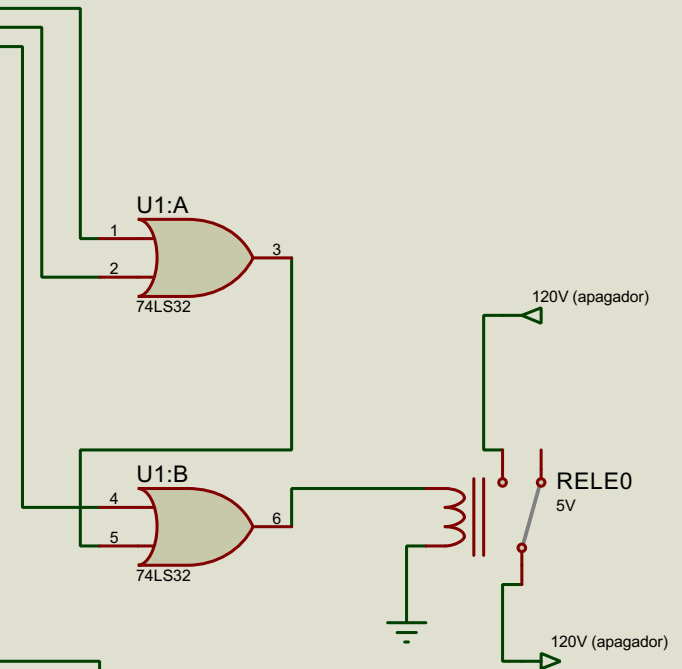 U1:A
1
2
3
74LS32
120V (apagador)
U1:B
4
5
6
74LS32
RELE0
5V
120V (apagador)